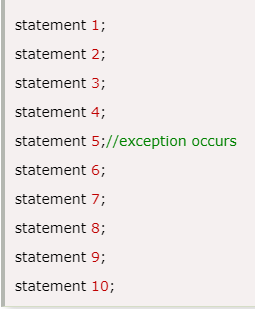 statement 1;
statement 2;
statement 3;
statement 4;
statement 5;//exception occurs
statement 6;
statement 7;
statement 8;
statement 9;
statement 10;